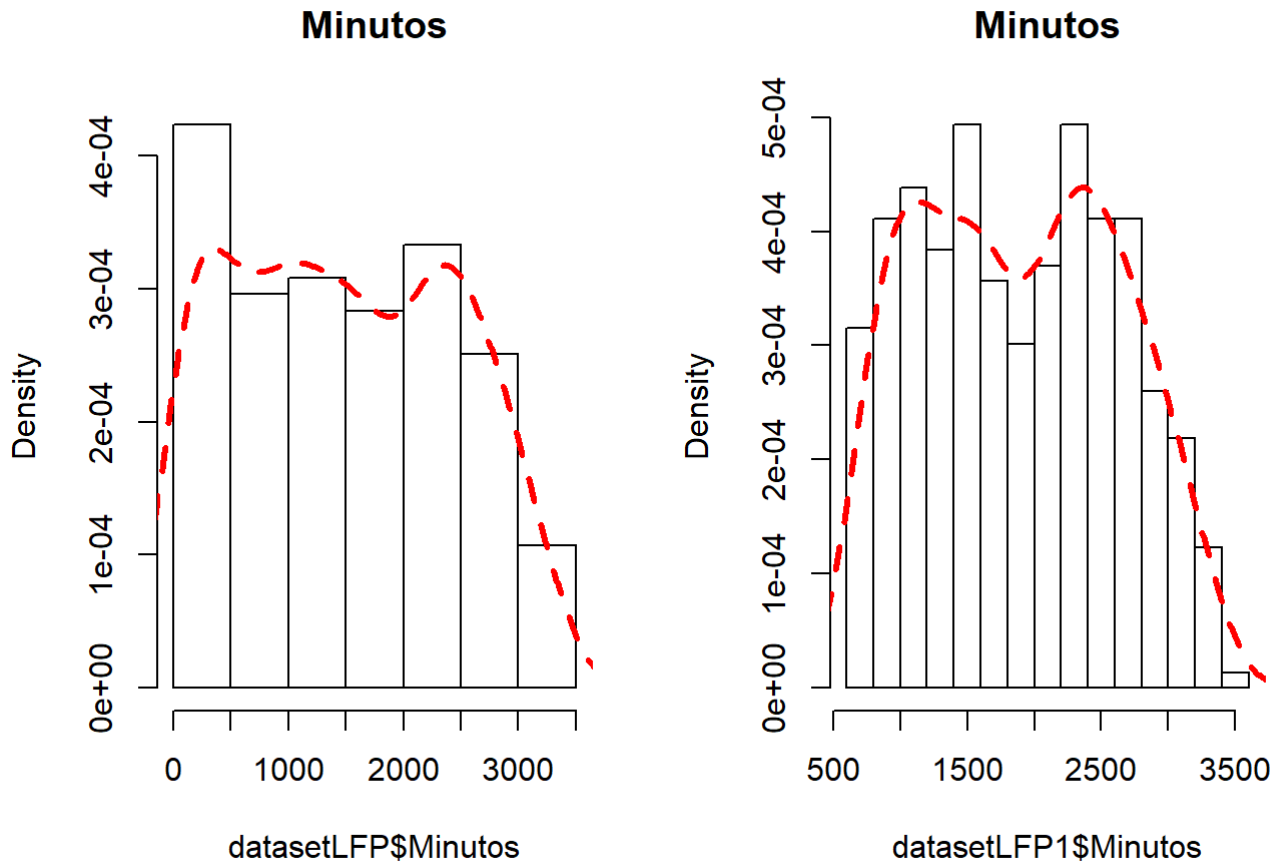 Minutos
Density
4e-04
3e-04
2e-04
1e-04
0e+00
0 1000 2000 3000
datasetLFP$Minutos
Minutos
Density
5e-04
4e-04
3e-04
2e-04
1e-04
0e+00
500 1500 2500 3500
datasetLFP1$Minutos